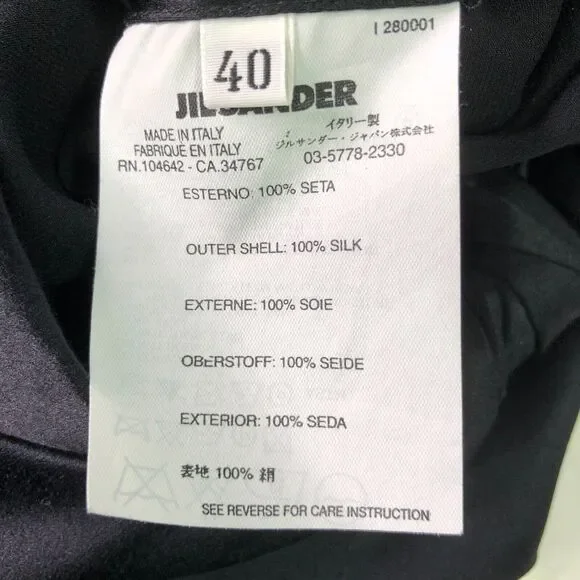 I 280001
40
JIL SANDER
MADE IN ITALY
FABRIQUE EN ITALY
RN.104642 - CA.34767
イタリー製
ジルサンダー・ジャパン株式会社
03-5778-2330
ESTERNO: 100% SETA
OUTER SHELL: 100% SILK
EXTERNE: 100% SOIE
OBERSTOFF: 100% SEIDE
EXTERIOR: 100% SEDA
表地 100% 絹
SEE REVERSE FOR CARE INSTRUCTION